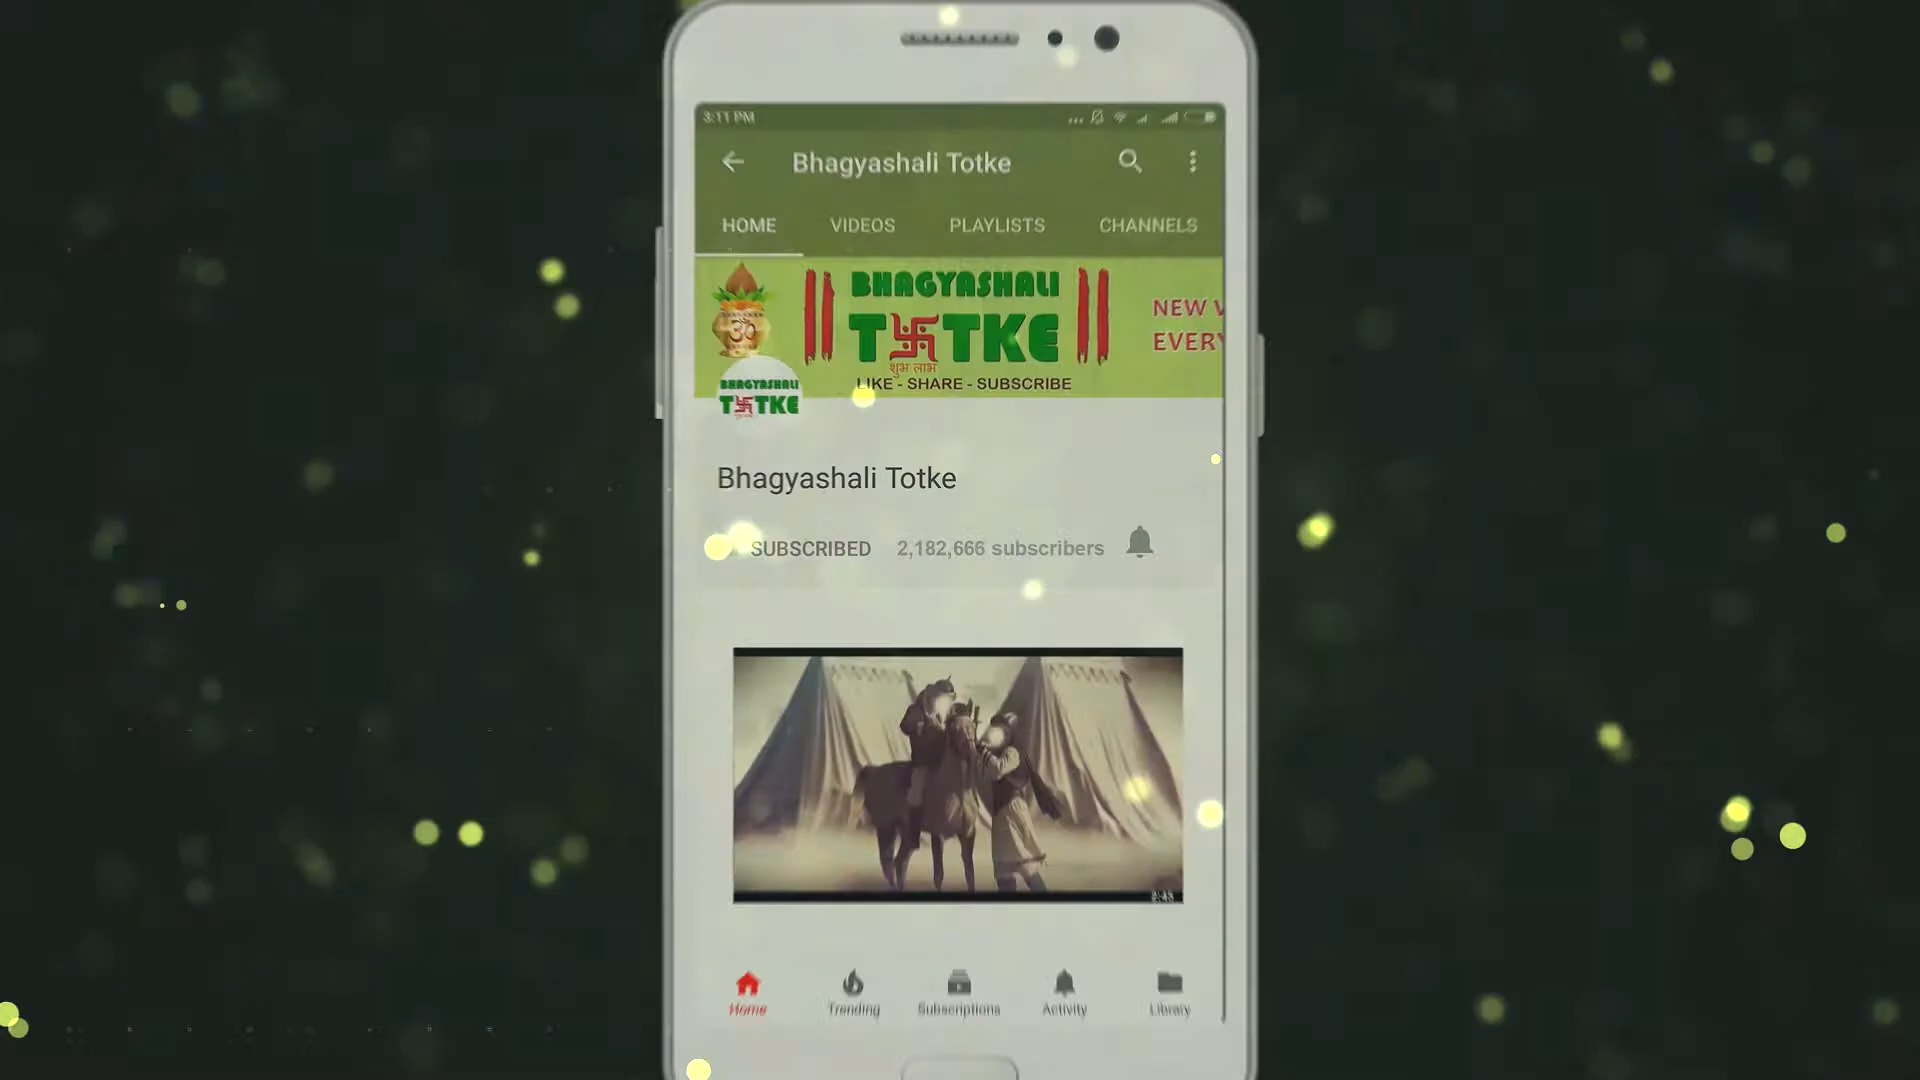 3:11 PM
Bhagyashali Totke
HOME VIDEOS PLAYLISTS CHANNELS
ॐ
BHAGYASHALI
TOTKE
शुभ लाभ
LIKE - SHARE - SUBSCRIBE
NEW V
EVERY
BHAGYASHALI
TOTKE
Bhagyashali Totke
SUBSCRIBED 2,182,666 subscribers
Home Trending Subscriptions Activity Library